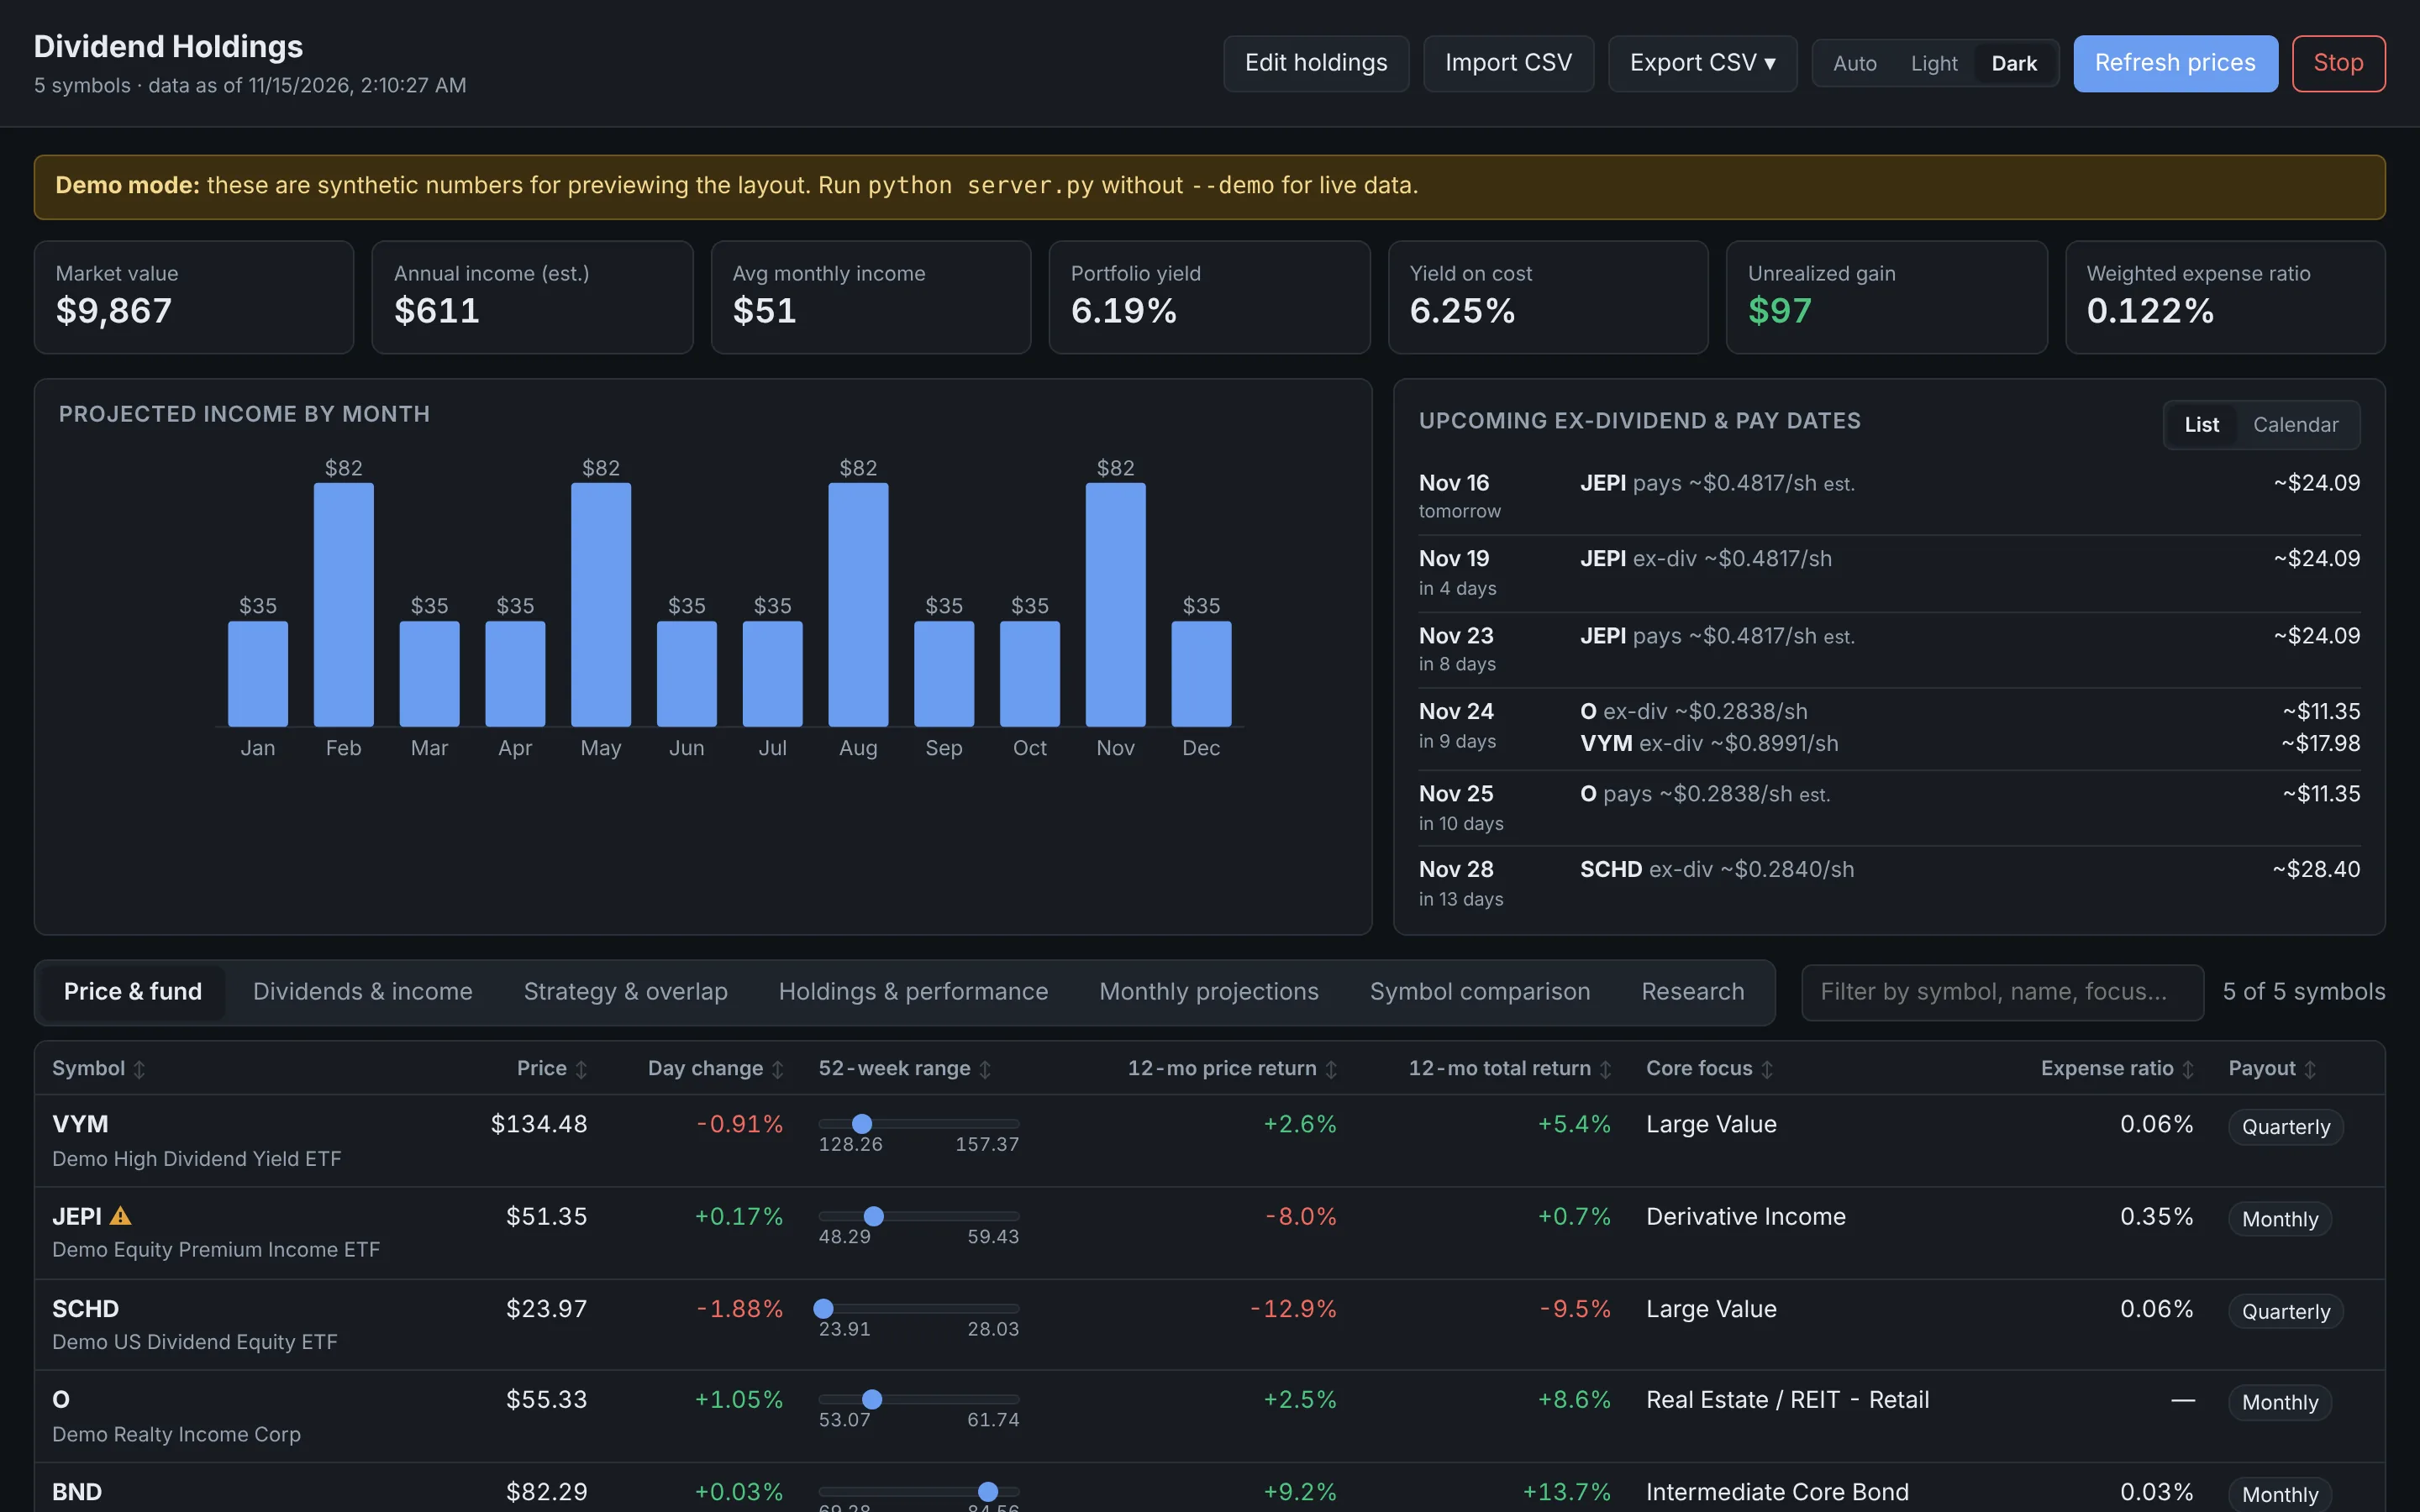 Dividend Holdings
5 symbols · data as of 11/15/2026, 2:10:27 AM
Edit holdings
Import CSV
Export CSV ▾
Auto
Light
Dark
Refresh prices
Stop
Demo mode: these are synthetic numbers for previewing the layout. Run python server.py without --demo for live data.
Market value
$9,867
Annual income (est.)
$611
Avg monthly income
$51
Portfolio yield
6.19%
Yield on cost
6.25%
Unrealized gain
$97
Weighted expense ratio
0.122%
PROJECTED INCOME BY MONTH
$35 $82 $35 $35 $82 $35 $35 $82 $35 $35 $82 $35
Jan Feb Mar Apr May Jun Jul Aug Sep Oct Nov Dec
UPCOMING EX-DIVIDEND & PAY DATES
List
Calendar
Nov 16 JEPI pays ~$0.4817/sh est. ~$24.09
tomorrow
Nov 19 JEPI ex-div ~$0.4817/sh ~$24.09
in 4 days
Nov 23 JEPI pays ~$0.4817/sh est. ~$24.09
in 8 days
Nov 24 O ex-div ~$0.2838/sh ~$11.35
in 9 days VYM ex-div ~$0.8991/sh ~$17.98
Nov 25 O pays ~$0.2838/sh est. ~$11.35
in 10 days
Nov 28 SCHD ex-div ~$0.2840/sh ~$28.40
in 13 days
Price & fund
Dividends & income
Strategy & overlap
Holdings & performance
Monthly projections
Symbol comparison
Research
Filter by symbol, name, focus...
5 of 5 symbols
Symbol Price Day change 52-week range 12-mo price return 12-mo total return Core focus Expense ratio Payout
VYM $134.48 -0.91% +2.6% +5.4% Large Value 0.06% Quarterly
128.26 157.37
Demo High Dividend Yield ETF
JEPI $51.35 +0.17% -8.0% +0.7% Derivative Income 0.35% Monthly
48.29 59.43
Demo Equity Premium Income ETF
SCHD $23.97 -1.88% -12.9% -9.5% Large Value 0.06% Quarterly
23.91 28.03
Demo US Dividend Equity ETF
O $55.33 +1.05% +2.5% +8.6% Real Estate / REIT - Retail — Monthly
53.07 61.74
Demo Realty Income Corp
BND $82.29 +0.03% +9.2% +13.7% Intermediate Core Bond 0.03% Monthly